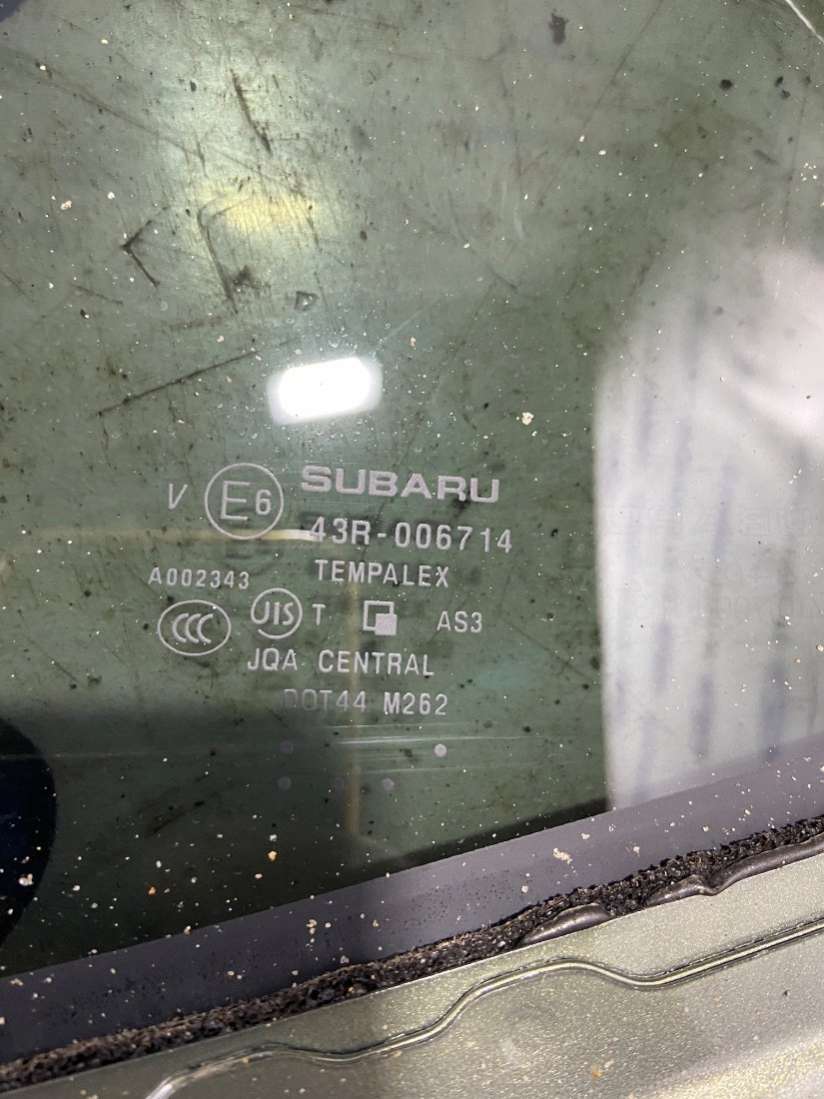 V E6 SUBARU
43R-006714
TEMPALEX
A002343
CCC JIS T AS3
JQA CENTRAL
DOT44 M262